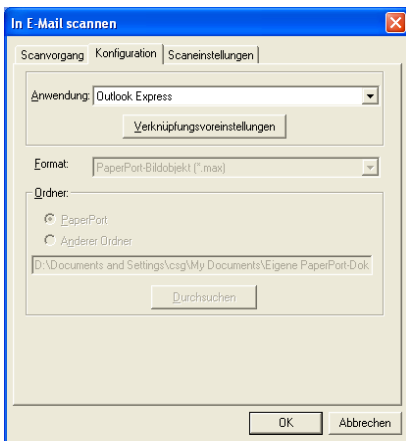 In E-Mail scannen
Scanvorgang Konfiguration Scaneinstellungen
Anwendung: Outlook Express
Verknüpfungsvoreinstellungen
Format: PaperPort-Bildobjekt (*.max)
Ordner:
PaperPort
Anderer Ordner
D:\Documents and Settings\csg\My Documents\Eigene PaperPort-Dok
Durchsuchen
OK Abbrechen